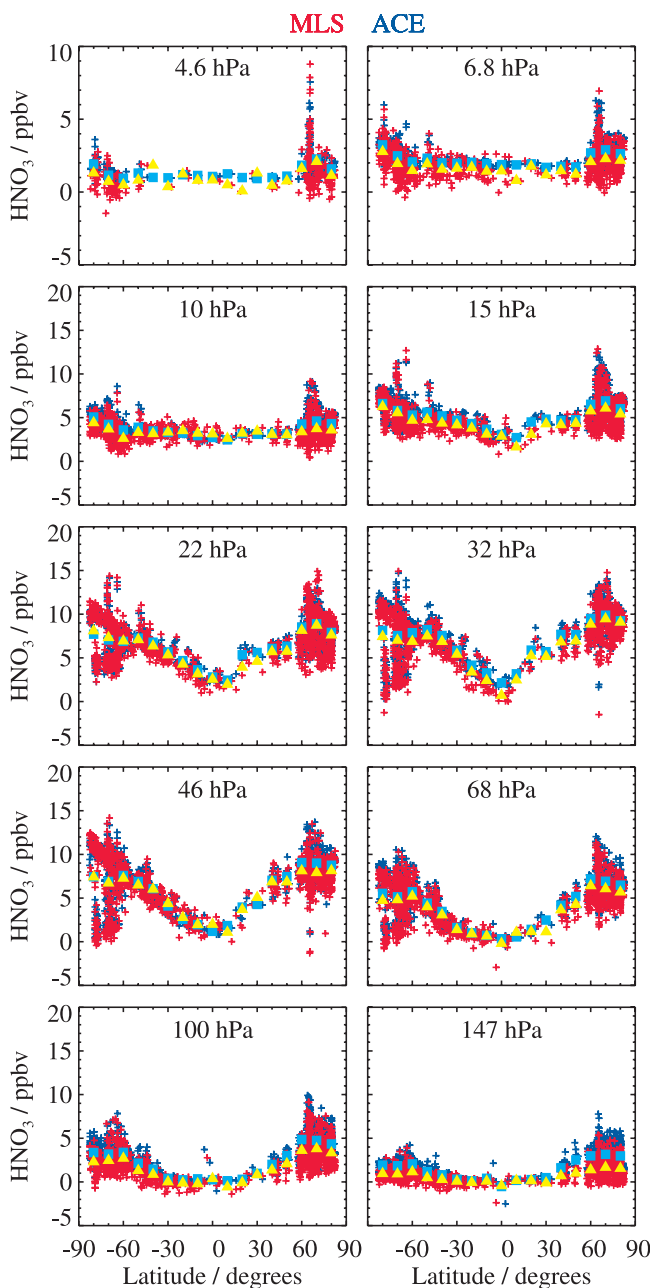 MLS ACE
4.6 hPa 6.8 hPa
HNO3 / ppbv
10
5
0
-5
10 hPa 15 hPa
HNO3 / ppbv
20
15
10
5
0
-5
22 hPa 32 hPa
HNO3 / ppbv
20
15
10
5
0
-5
46 hPa 68 hPa
HNO3 / ppbv
20
15
10
5
0
-5
100 hPa 147 hPa
HNO3 / ppbv
20
15
10
5
0
-5
-90 -60 -30 0 30 60 90 -60 -30 0 30 60 90
Latitude / degrees Latitude / degrees